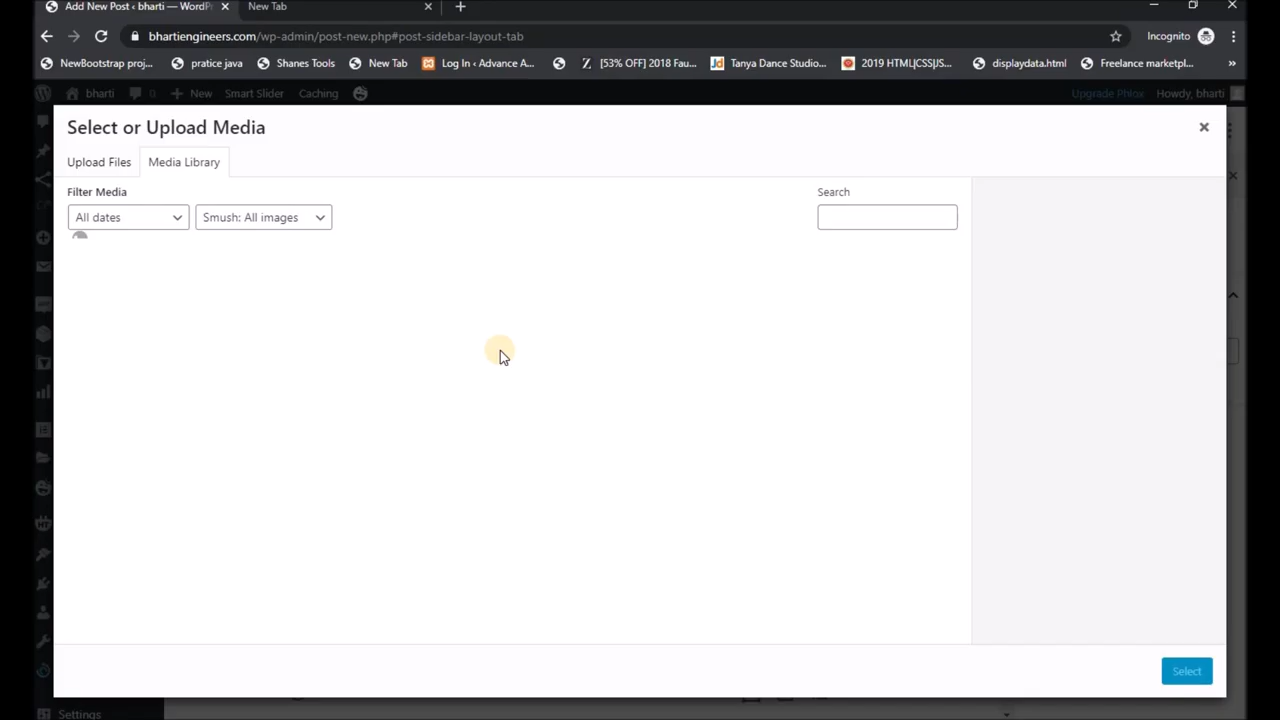 Add New Post ‹ bharti — WordPr
New Tab
bhartiengineers.com/wp-admin/post-new.php#post-sidebar-layout-tab
Incognito
NewBootstrap proj...
pratice java
Shanes Tools
New Tab
Log In ‹ Advance A...
[53% OFF] 2018 Fau...
Tanya Dance Studio...
2019 HTML|CSS|JS...
displaydata.html
Freelance marketpl...
»
bharti
0
New
Smart Slider
Caching
Upgrade Phlox
Howdy, bharti
Select or Upload Media
Upload Files
Media Library
Filter Media
Search
All dates
Smush: All images
Select
Settings